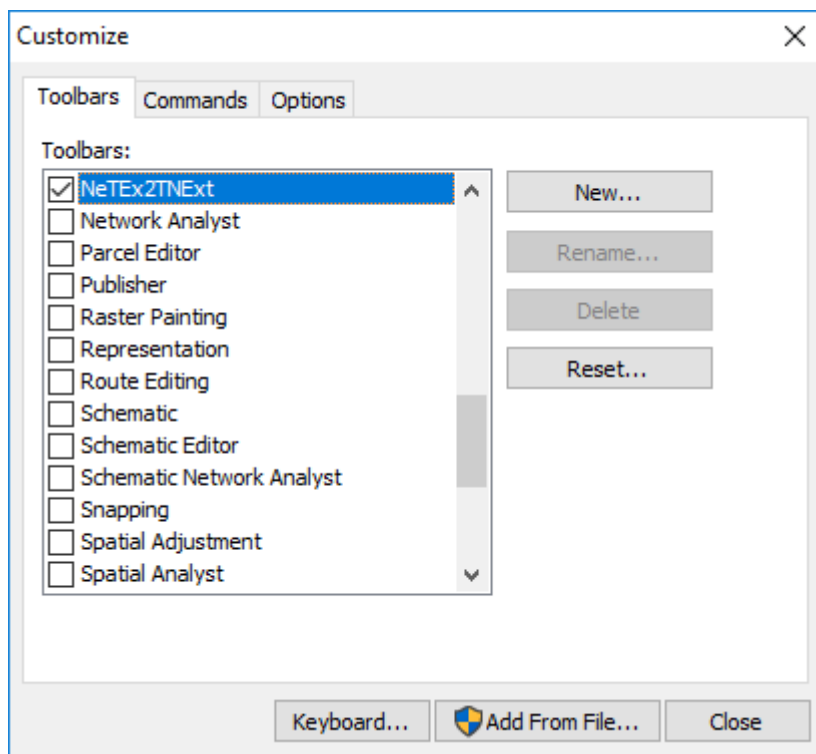 Customize
Toolbars Commands Options
Toolbars:
NeTEx2TNExt
Network Analyst
Parcel Editor
Publisher
Raster Painting
Representation
Route Editing
Schematic
Schematic Editor
Schematic Network Analyst
Snapping
Spatial Adjustment
Spatial Analyst
New...
Rename...
Delete
Reset...
Keyboard... Add From File... Close